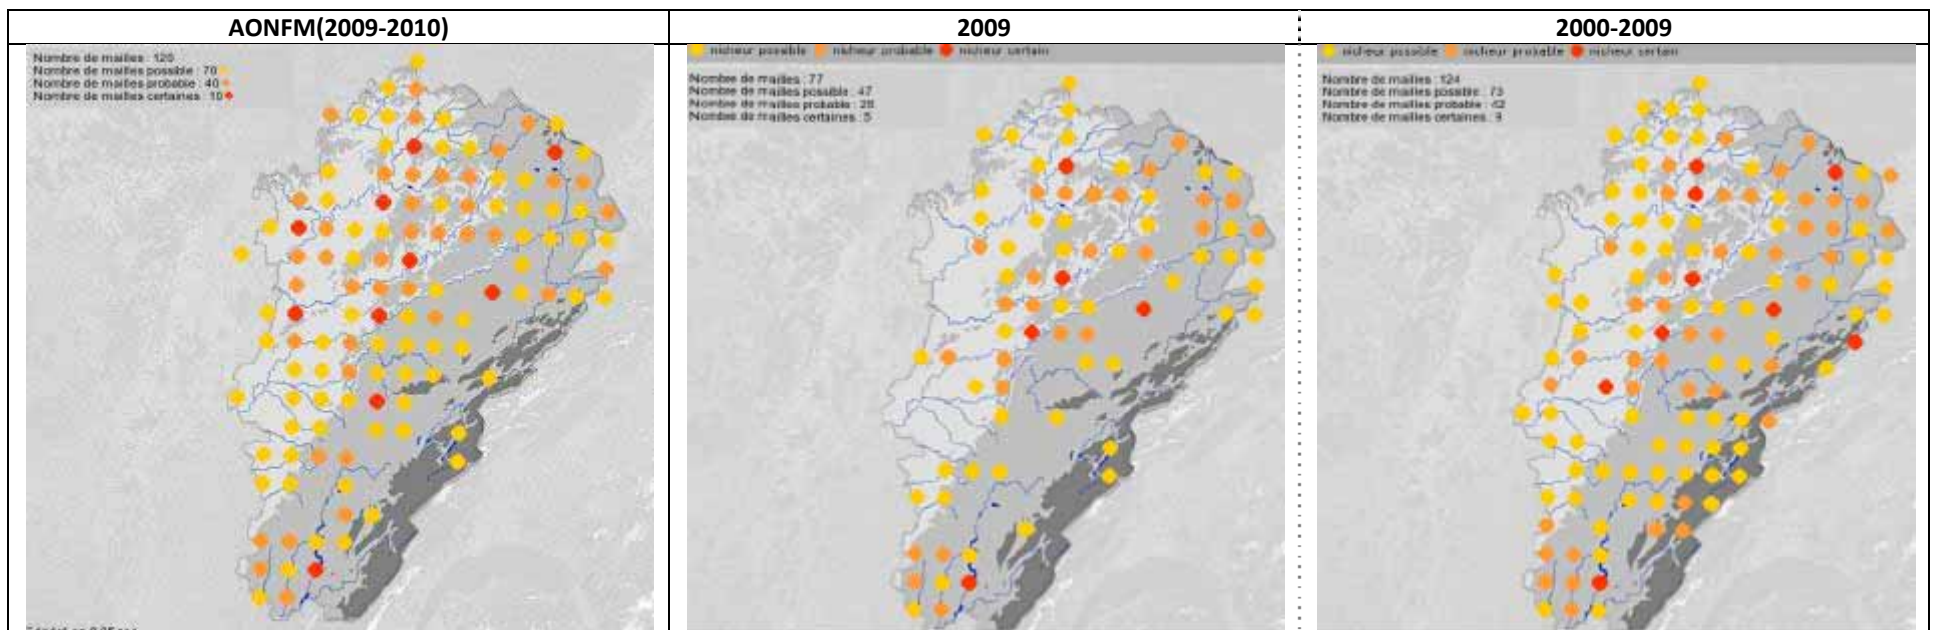 AONFM(2009-2010)
2009
2000-2009
Nombre de mailles : 120
Nombre de mailles possible : 70
Nombre de mailles probable : 40
Nombre de mailles certaines : 10
nicheur possible nicheur probable nicheur certain
Nombre de mailles : 77
Nombre de mailles possible : 47
Nombre de mailles probable : 28
Nombre de mailles certaines : 5
nicheur possible nicheur probable nicheur certain
Nombre de mailles : 124
Nombre de mailles possible : 73
Nombre de mailles probable : 42
Nombre de mailles certaines : 9